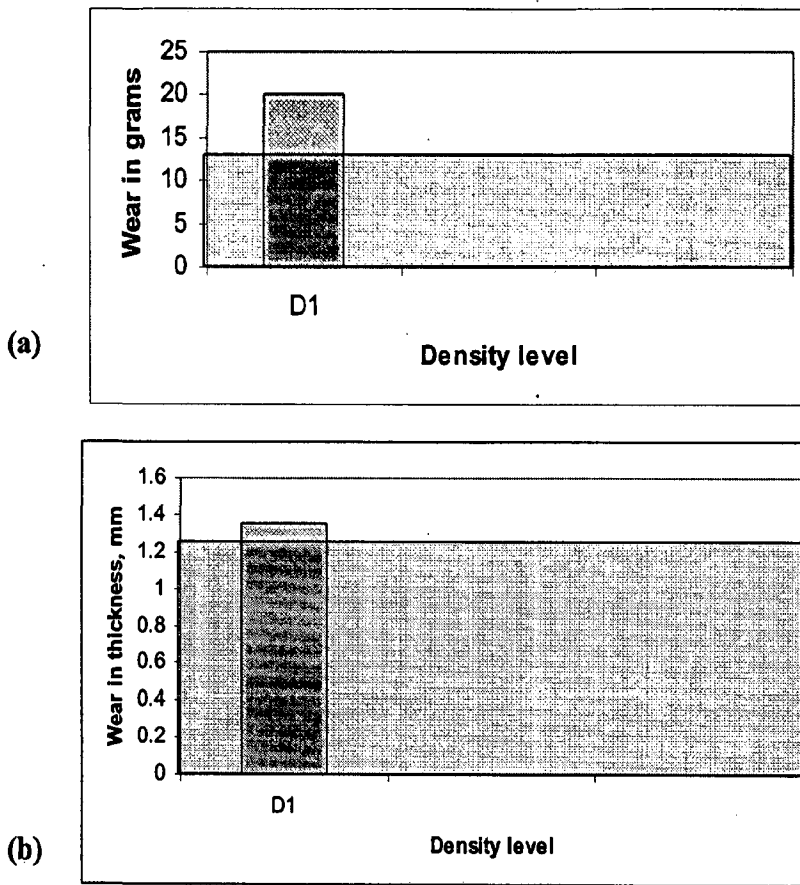 25
20
15
10
5
0
Wear in grams
D1
Density level
(a)
1.6
1.4
1.2
1
0.8
0.6
0.4
0.2
0
Wear in thickness, mm
D1
Density level
(b)